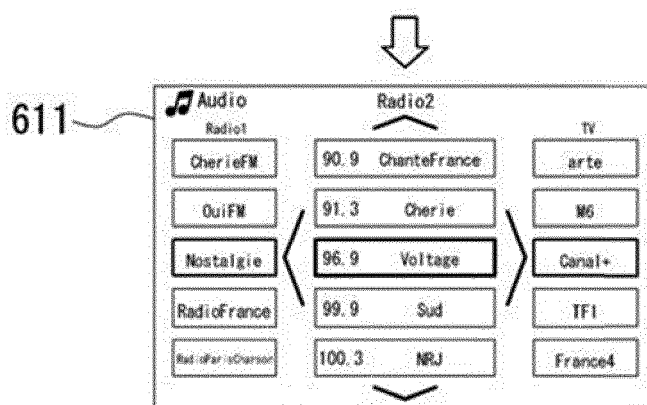 Audio Radio2
611
Radio1 TV
CherieFM 90.9 ChanteFrance arte
OuiFM 91.3 Cherie M6
Nostalgie 96.9 Voltage Canal+
RadioFrance 99.9 Sud TF1
100.3 NRJ France4